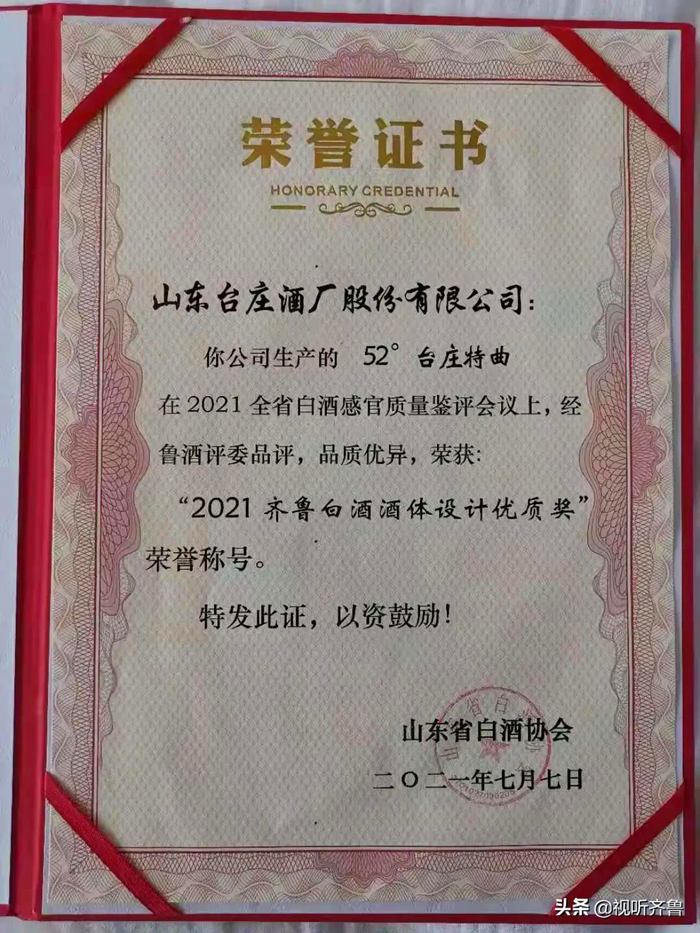 荣誉证书
HONORARY CREDENTIAL
山东台庄酒厂股份有限公司：
你公司生产的 52°台庄特曲
在2021全省白酒感官质量鉴评会议上，经
鲁酒评委品评，品质优异，荣获：
“2021齐鲁白酒酒体设计优质奖”
荣誉称号。
特发此证，以资鼓励！
山东省白酒协会
二〇二一年七月七日
头条 @视听齐鲁